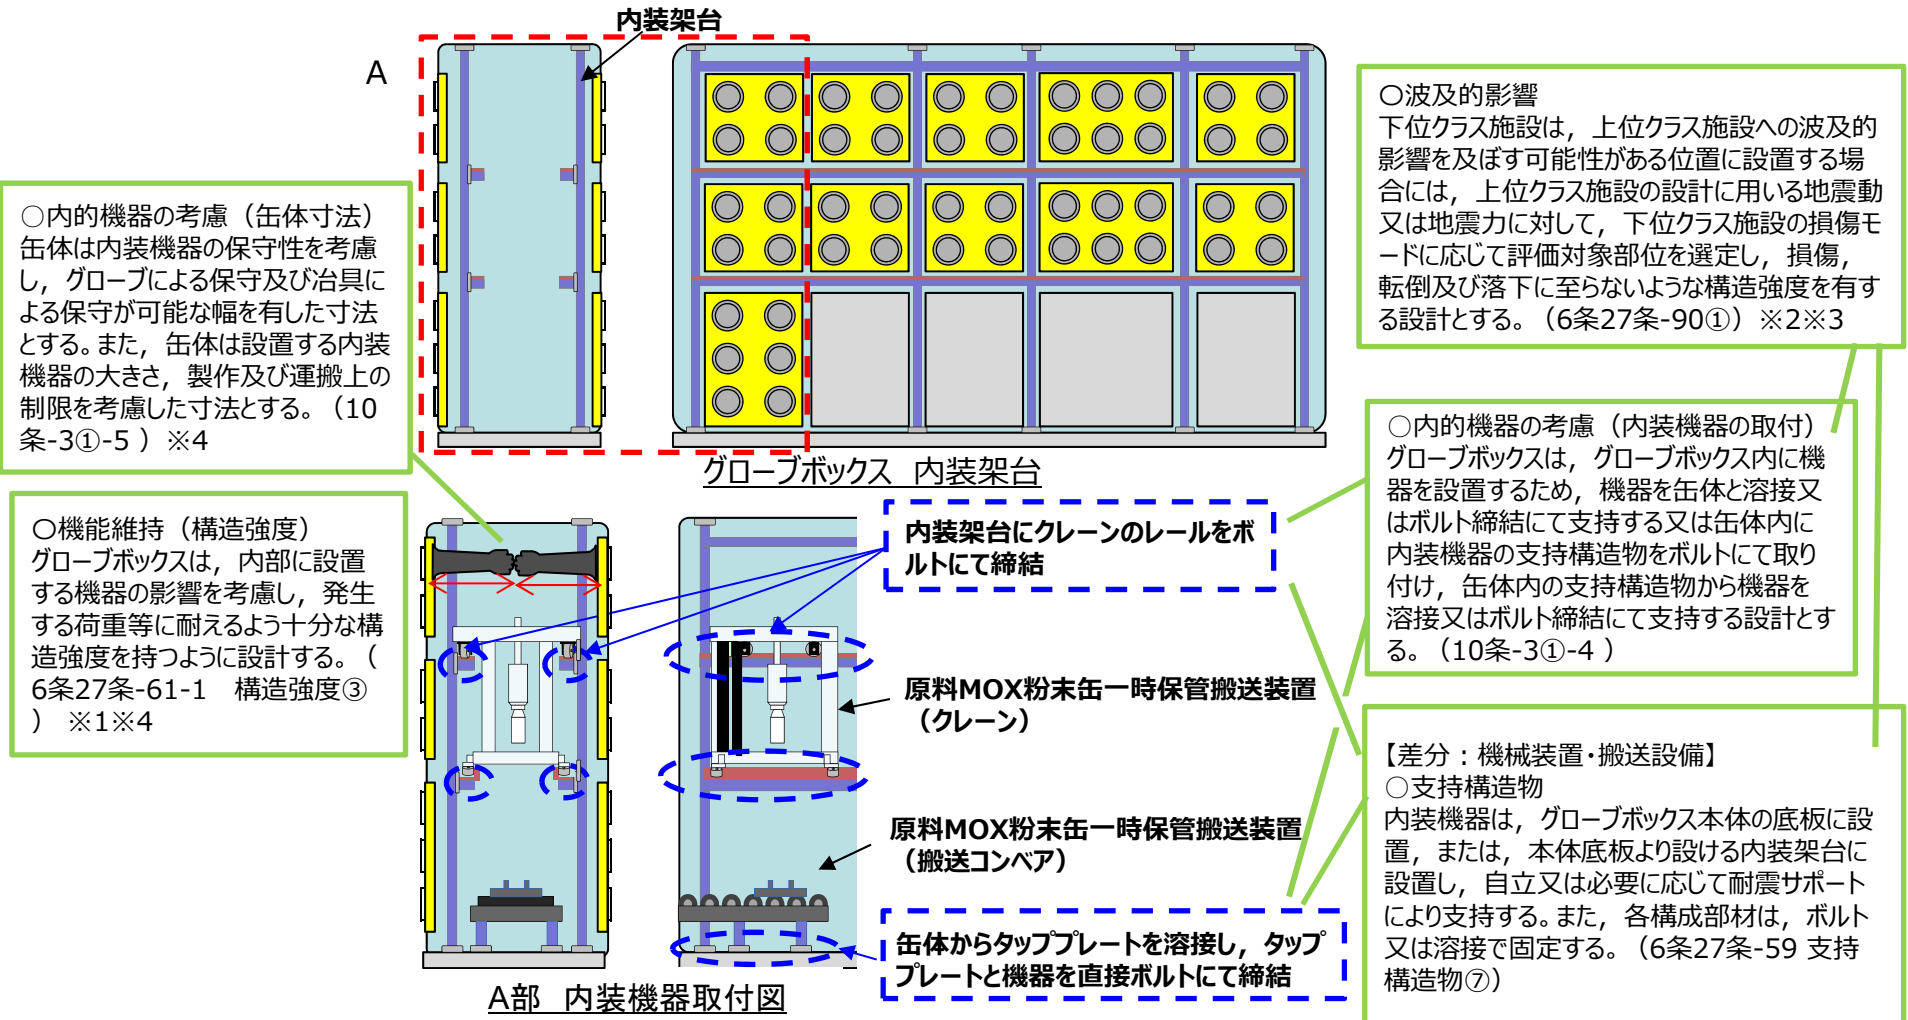 内装架台
A
〇波及的影響
下位クラス施設は，上位クラス施設への波及的
影響を及ぼす可能性がある位置に設置する場
合には，上位クラス施設の設計に用いる地震動
又は地震力に対して，下位クラス施設の損傷モ
ードに応じて評価対象部位を選定し，損傷，
転倒及び落下に至らないような構造強度を有す
る設計とする。（6条27条-90①）※2※3
○内的機器の考慮（缶体寸法）
缶体は内装機器の保守性を考慮
し，グローブによる保守及び治具に
よる保守が可能な幅を有した寸法
とする。また，缶体は設置する内装
機器の大きさ，製作及び運搬上の
制限を考慮した寸法とする。（10
条-3①-5 ）※4
グローブボックス　内装架台
○内的機器の考慮（内装機器の取付）
グローブボックスは，グローブボックス内に機
器を設置するため，機器を缶体と溶接又
はボルト締結にて支持する又は缶体内に
内装機器の支持構造物をボルトにて取り
付け，缶体内の支持構造物から機器を
溶接又はボルト締結にて支持する設計とす
る。（10条-3①-4 ）
〇機能維持（構造強度）
グローブボックスは，内部に設置
する機器の影響を考慮し，発生
する荷重等に耐えるよう十分な構
造強度を持つように設計する。（
6条27条-61-1　構造強度③
）　※1※4
内装架台にクレーンのレールをボ
ルトにて締結
原料MOX粉末缶一時保管搬送装置
（クレーン）
原料MOX粉末缶一時保管搬送装置
（搬送コンベア）
缶体からタッププレートを溶接し，タップ
プレートと機器を直接ボルトにて締結
【差分：機械装置・搬送設備】
○支持構造物
内装機器は，グローブボックス本体の底板に設
置，または，本体底板より設ける内装架台に
設置し，自立又は必要に応じて耐震サポート
により支持する。また，各構成部材は，ボルト
又は溶接で固定する。（6条27条-59 支持
構造物⑦）
A部　内装機器取付図